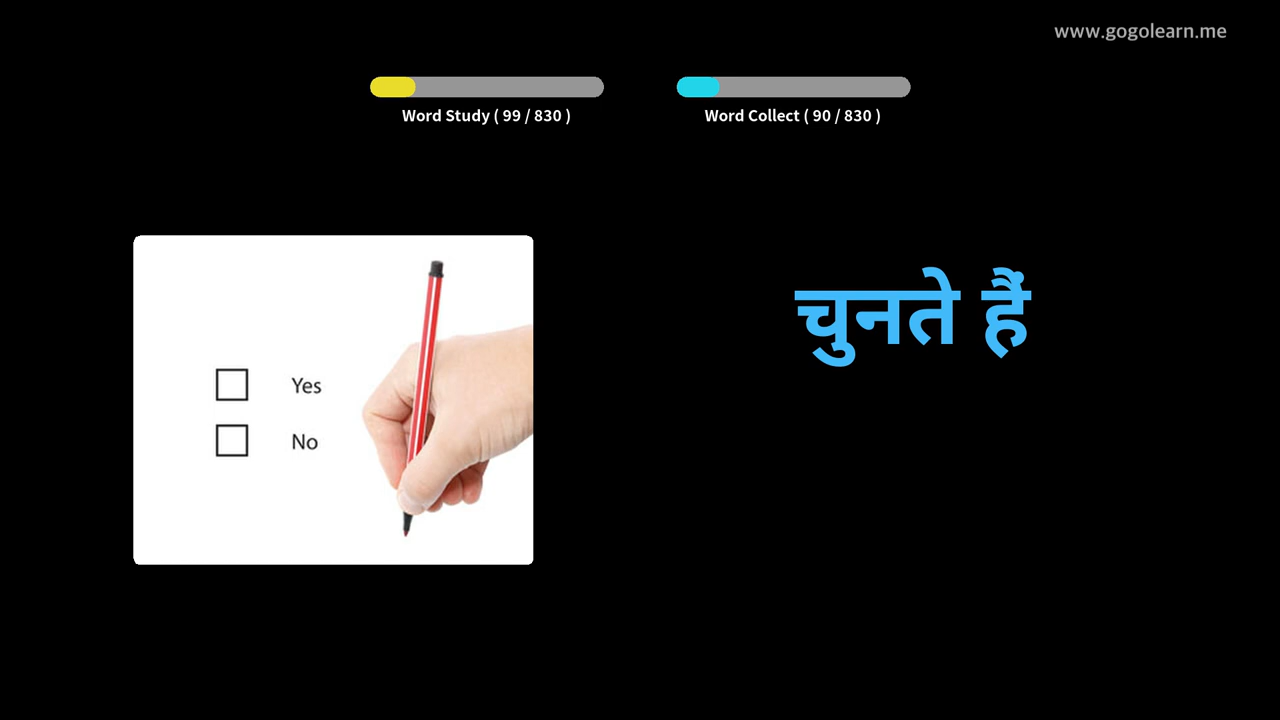 www.gogolearn.me
Word Study ( 99 / 830 )
Word Collect ( 90 / 830 )
चुनते हैं
Yes
No